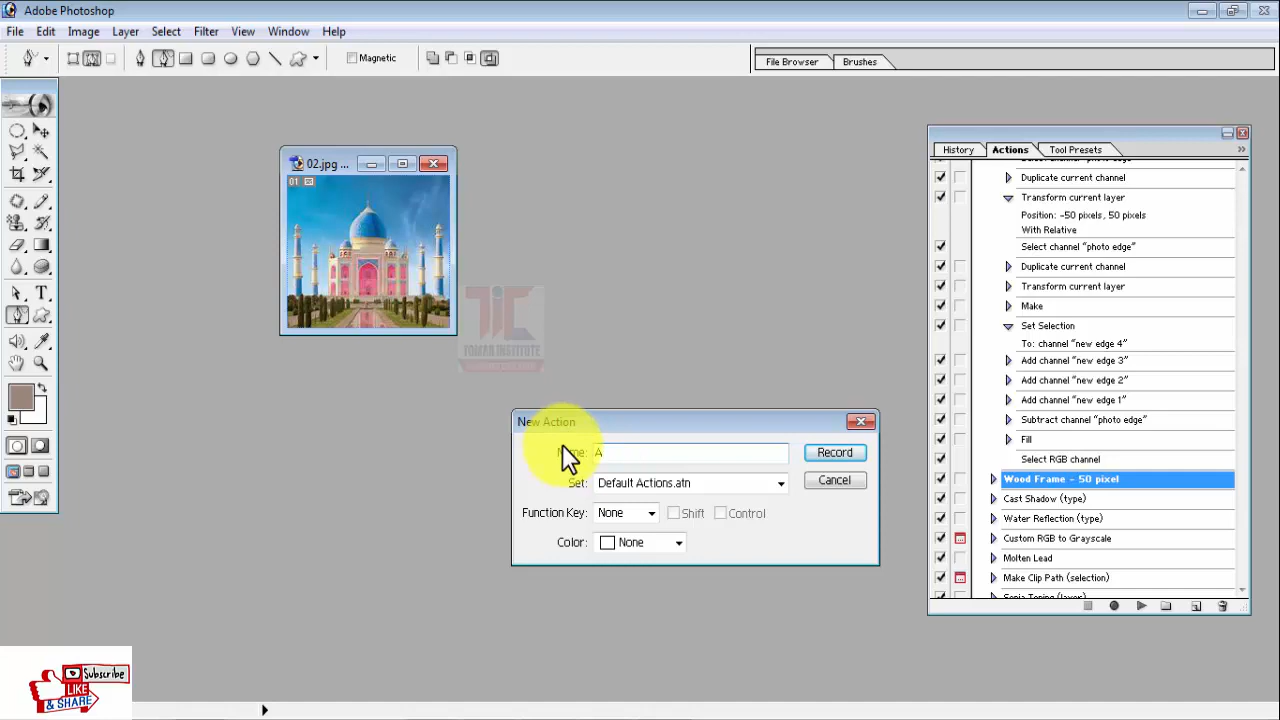 Adobe Photoshop
File Edit Image Layer Select Filter View Window Help
Magnetic
File Browser Brushes
02.jpg ...
01
History Actions Tool Presets
Duplicate current channel
Transform current layer
Position: -50 pixels, 50 pixels
With Relative
Select channel "photo edge"
Duplicate current channel
Transform current layer
Make
Set Selection
To: channel "new edge 4"
Add channel "new edge 3"
Add channel "new edge 2"
Add channel "new edge 1"
Subtract channel "photo edge"
Fill
Select RGB channel
Wood Frame - 50 pixel
Cast Shadow (type)
Water Reflection (type)
Custom RGB to Grayscale
Molten Lead
Make Clip Path (selection)
TIC
TOMAR INSTITUTE
New Action
Name: A
Record
Set: Default Actions.atn
Cancel
Function Key: None Shift Control
Color: None
Subscribe
LIKE
& SHARE